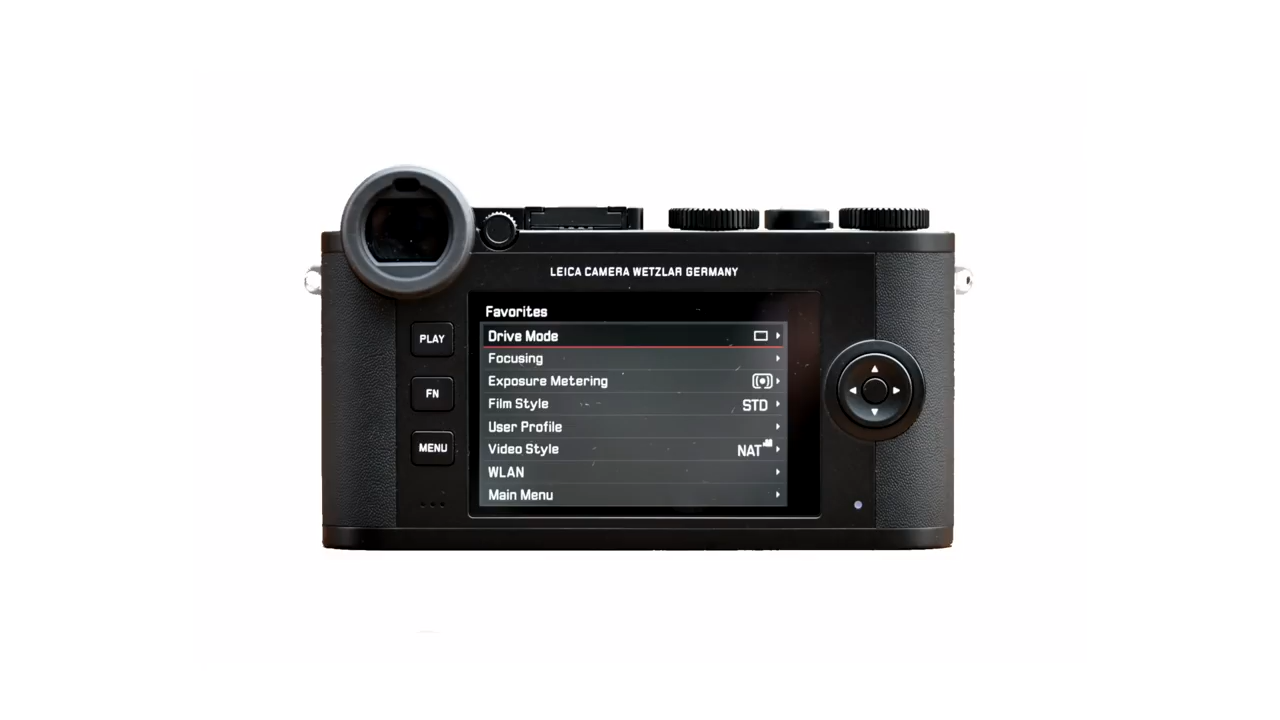 LEICA CAMERA WETZLAR GERMANY
Favorites
PLAY
Drive Mode
Focusing
Exposure Metering
FN
Film Style STD
User Profile
MENU
Video Style NAT
WLAN
Main Menu